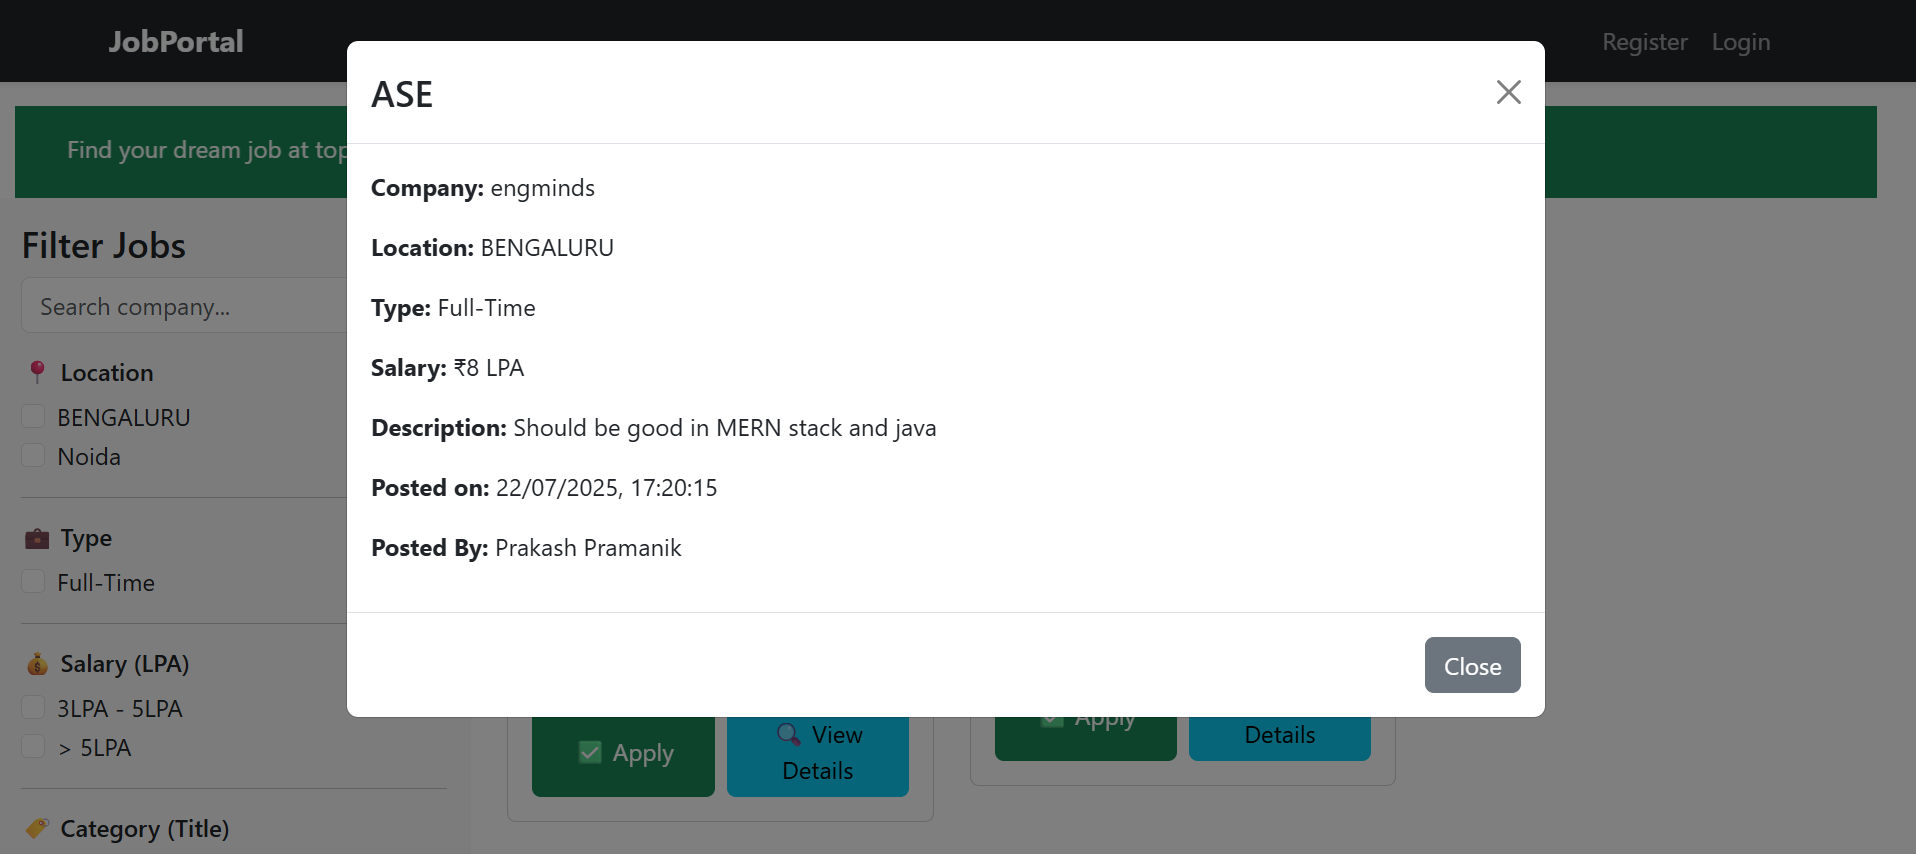 JobPortal
Register
Login
Find your dream job at top
ASE
Company: engminds
Location: BENGALURU
Type: Full-Time
Salary: ₹8 LPA
Description: Should be good in MERN stack and java
Posted on: 22/07/2025, 17:20:15
Posted By: Prakash Pramanik
Close
Filter Jobs
Search company...
Location
BENGALURU
Noida
Type
Full-Time
Salary (LPA)
3LPA - 5LPA
> 5LPA
Category (Title)
Apply
View
Details
Apply
Details